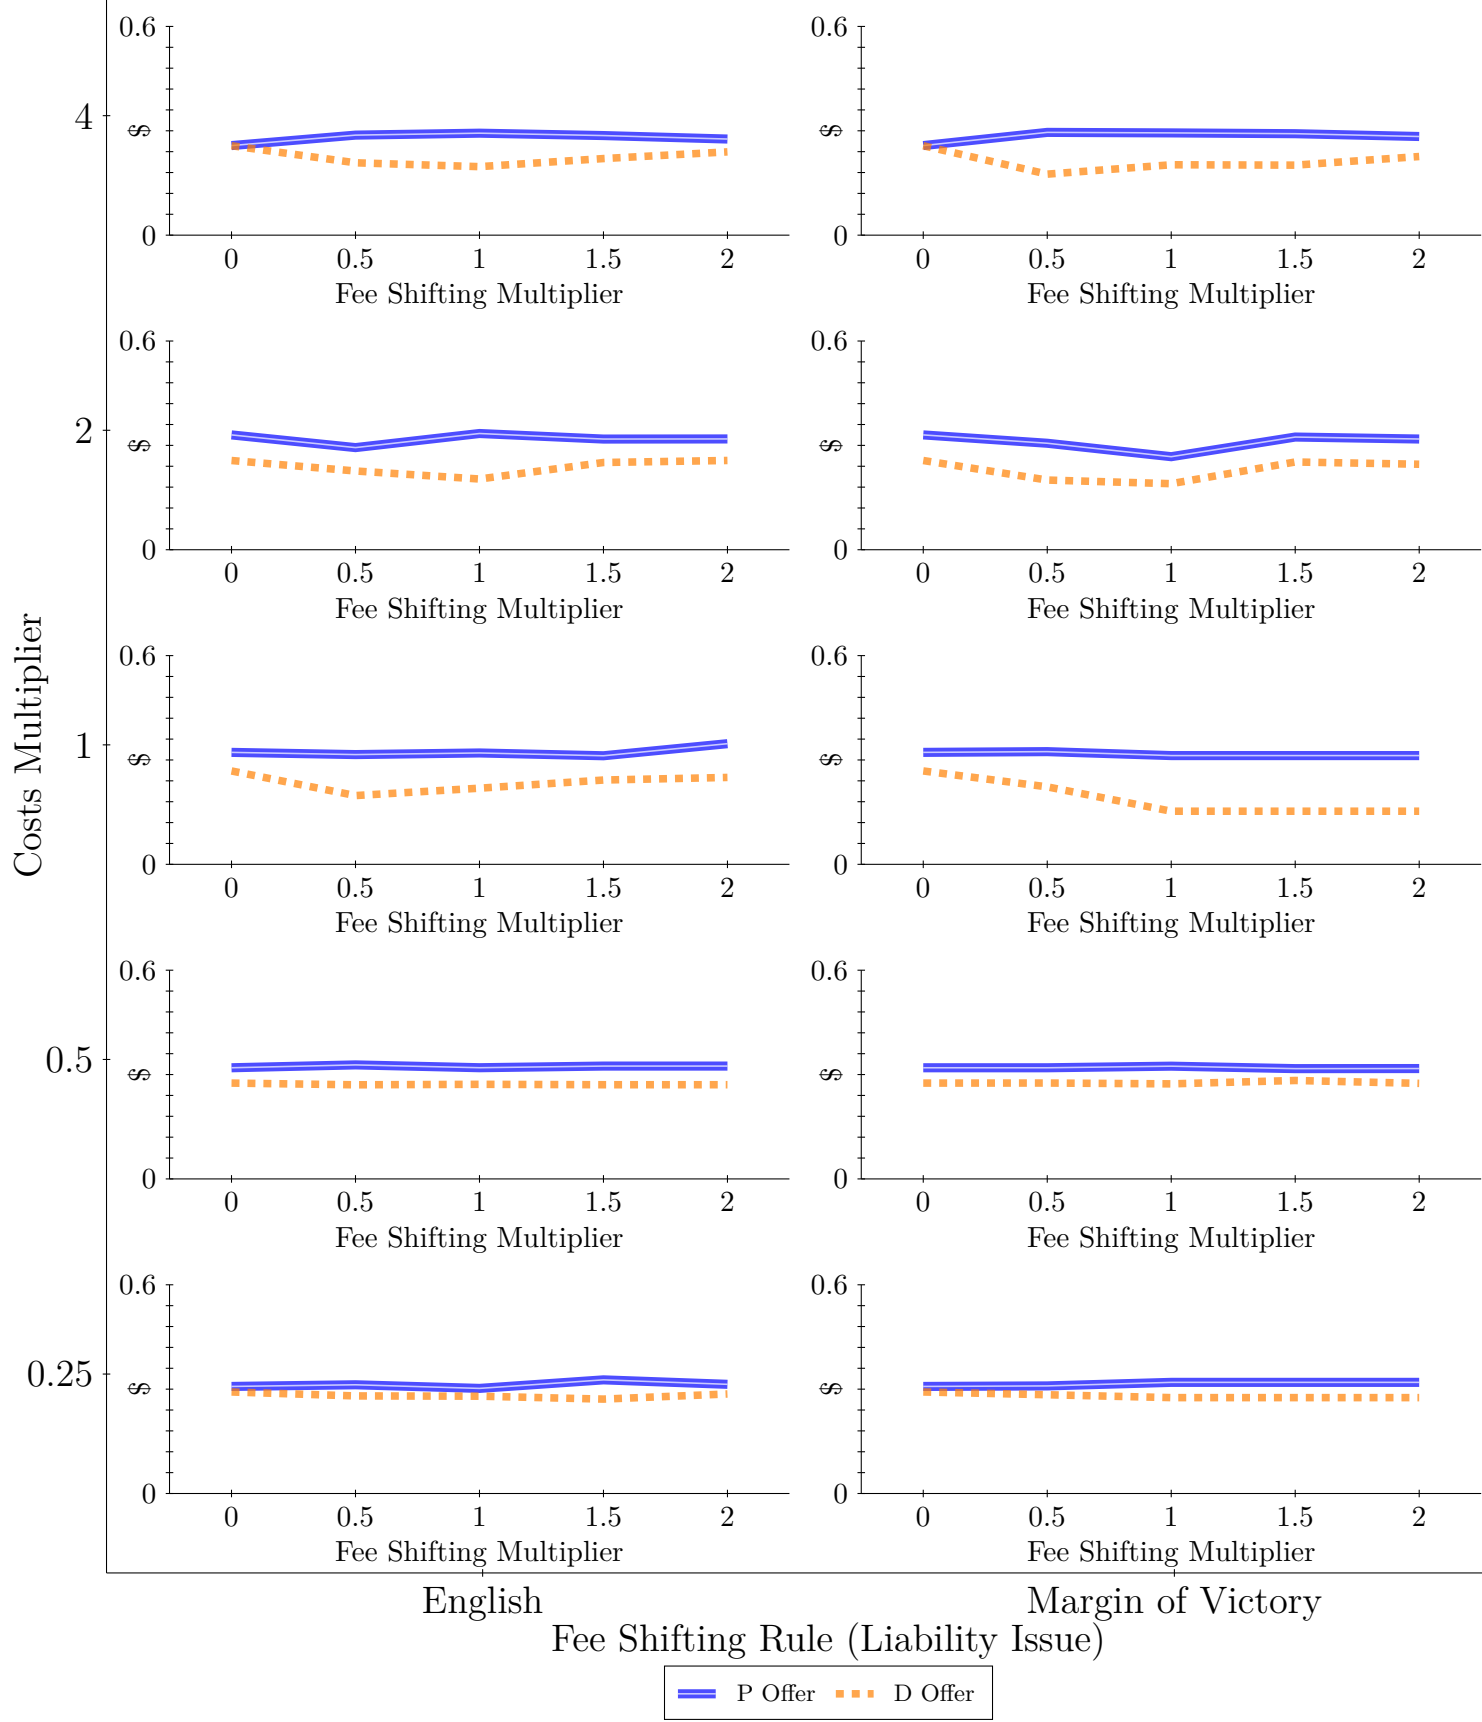 0.6
4
$
0
0 0.5 1 1.5 2
Fee Shifting Multiplier
0.6
$
0
0 0.5 1 1.5 2
Fee Shifting Multiplier
0.6
2
$
0
0 0.5 1 1.5 2
Fee Shifting Multiplier
0.6
$
0
0 0.5 1 1.5 2
Fee Shifting Multiplier
Costs Multiplier
0.6
1
$
0
0 0.5 1 1.5 2
Fee Shifting Multiplier
0.6
$
0
0 0.5 1 1.5 2
Fee Shifting Multiplier
0.6
0.5
$
0
0 0.5 1 1.5 2
Fee Shifting Multiplier
0.6
$
0
0 0.5 1 1.5 2
Fee Shifting Multiplier
0.6
0.25
$
0
0 0.5 1 1.5 2
Fee Shifting Multiplier
0.6
$
0
0 0.5 1 1.5 2
Fee Shifting Multiplier
English
Margin of Victory
Fee Shifting Rule (Liability Issue)
P Offer D Offer